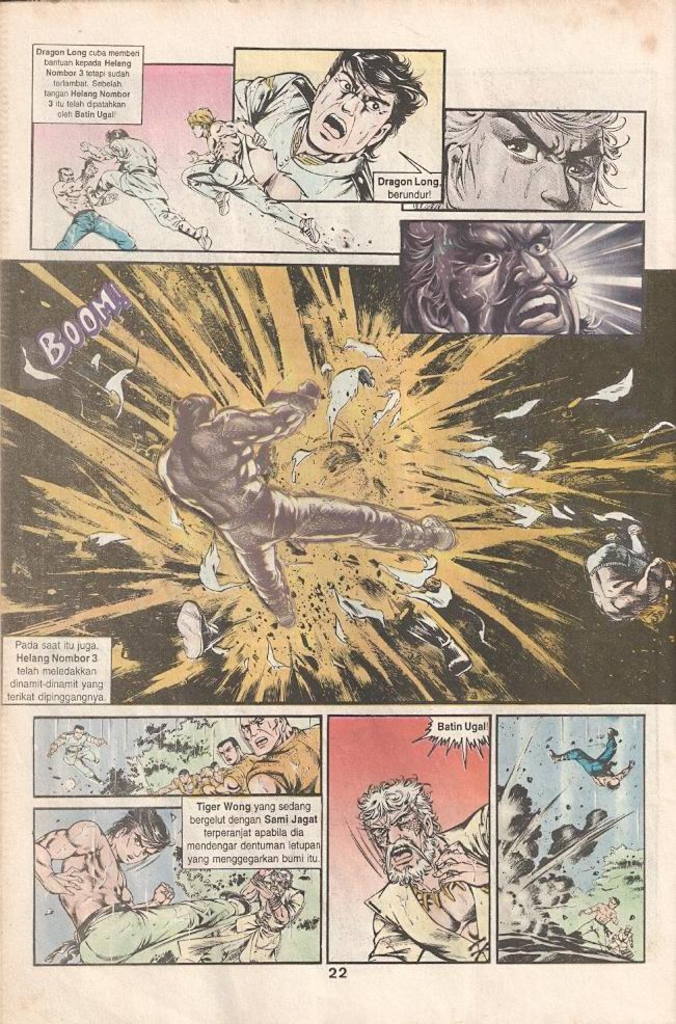 Dragon Long cuba memberi
bantuan kepada Helang
Nombor 3 tetapi sudah
terlambat. Sebelah
tangan Helang Nombor
3 itu telah dipatahkan
oleh Batin Ugal!
Dragon Long,
berundur!
BOOM!
Pada saat itu juga,
Helang Nombor 3
telah meledakkan
dinamit-dinamit yang
terikat dipinggangnya.
Tiger Wong yang sedang
bergelut dengan Sami Jagat
terperanjat apabila dia
mendengar dentuman letupan
yang menggegarkan bumi itu.
Batin Ugal!
22